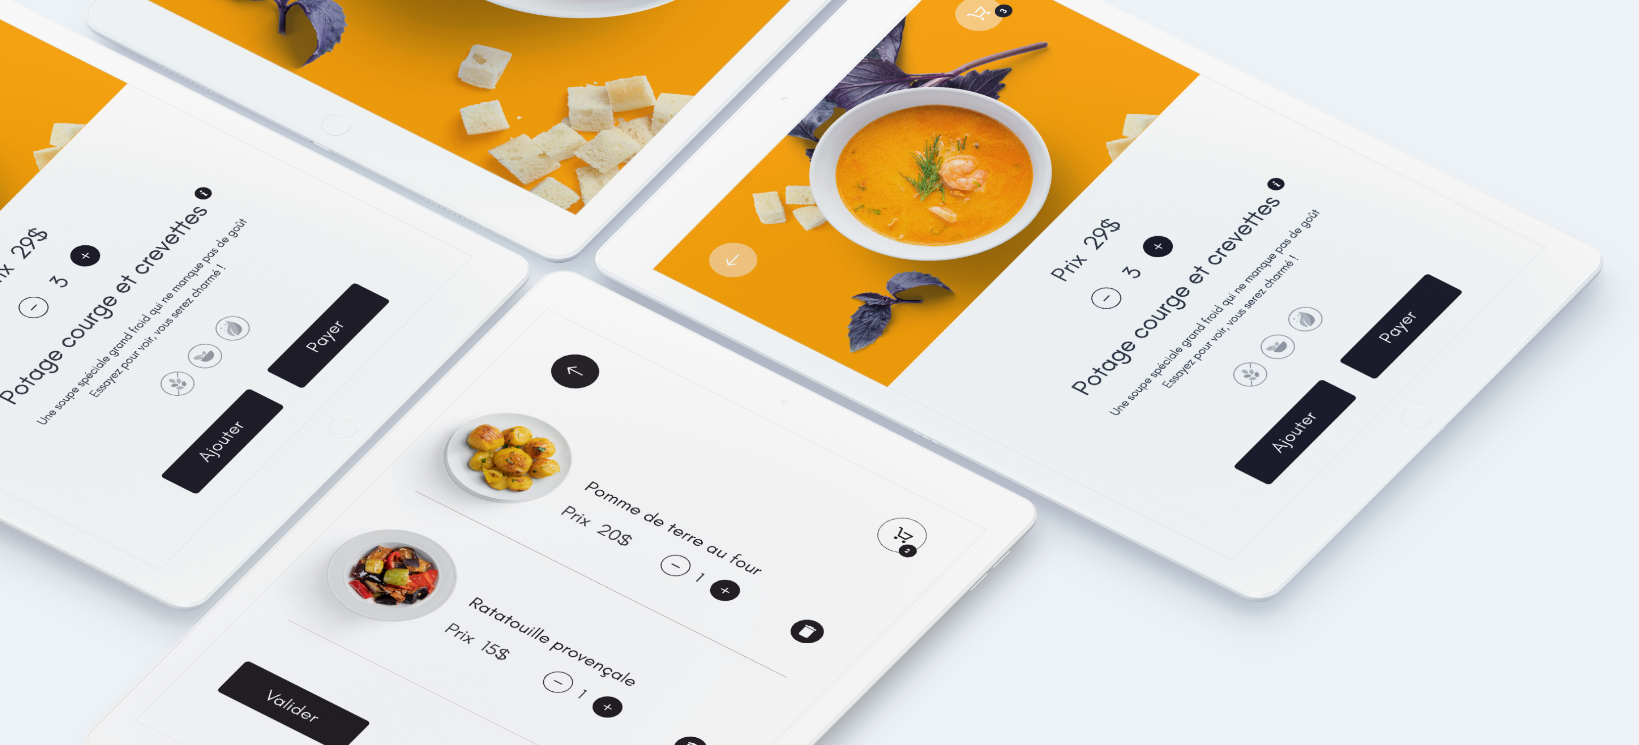 ix 29$
3
Potage courge et crevettes
Une soupe spéciale grand froid qui ne manque pas de goût
Essayez pour voir, vous serez charmé !
Ajouter
Payer
3
Prix 29$
3
Potage courge et crevettes
Une soupe spéciale grand froid qui ne manque pas de goût
Essayez pour voir, vous serez charmé !
Ajouter
Payer
2
Pomme de terre au four
Prix 20$
1
Ratatouille provençale
Prix 15$
1
Valider